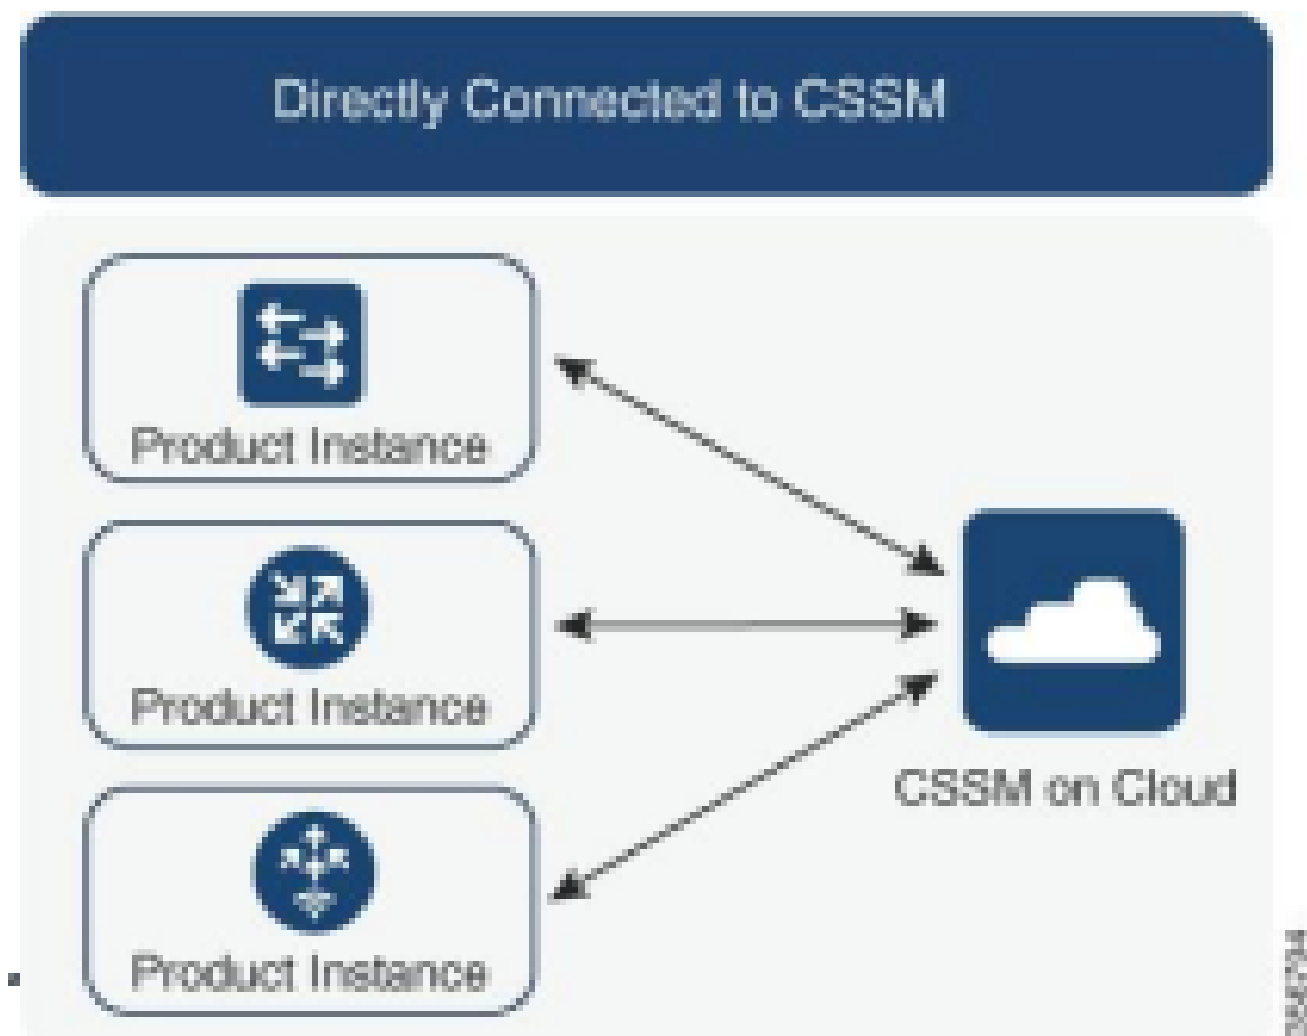 Directly Connected to CSSM
Product Instance
Product Instance
CSSM on Cloud
Product Instance